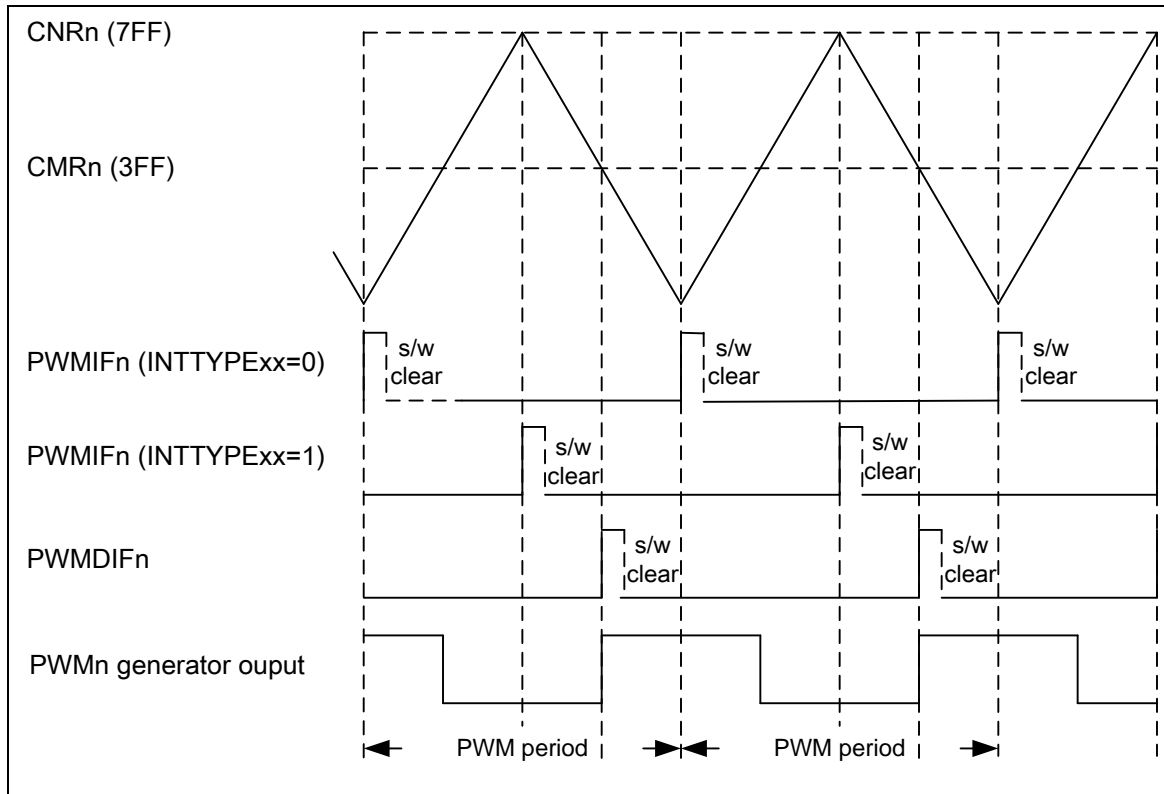 CNRn (7FF)
CMRn (3FF)
PWMIFn (INTTYPExx=0)
s/w
clear
s/w
clear
s/w
clear
PWMIFn (INTTYPExx=1)
s/w
clear
s/w
clear
PWMDIFn
s/w
clear
s/w
clear
PWMn generator ouput
PWM period
PWM period